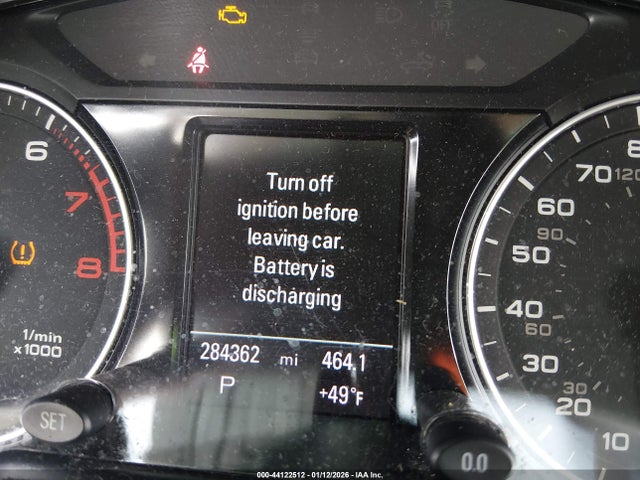 Turn off
ignition before
leaving car.
Battery is
discharging
284362 mi 464.1
P +49°F
6
7
8
1/min
x1000
SET
8
70 120
60
90
50
40
60
30
30
20
10
0.0
000-44122512 - 01/12/2026 - IAA Inc.